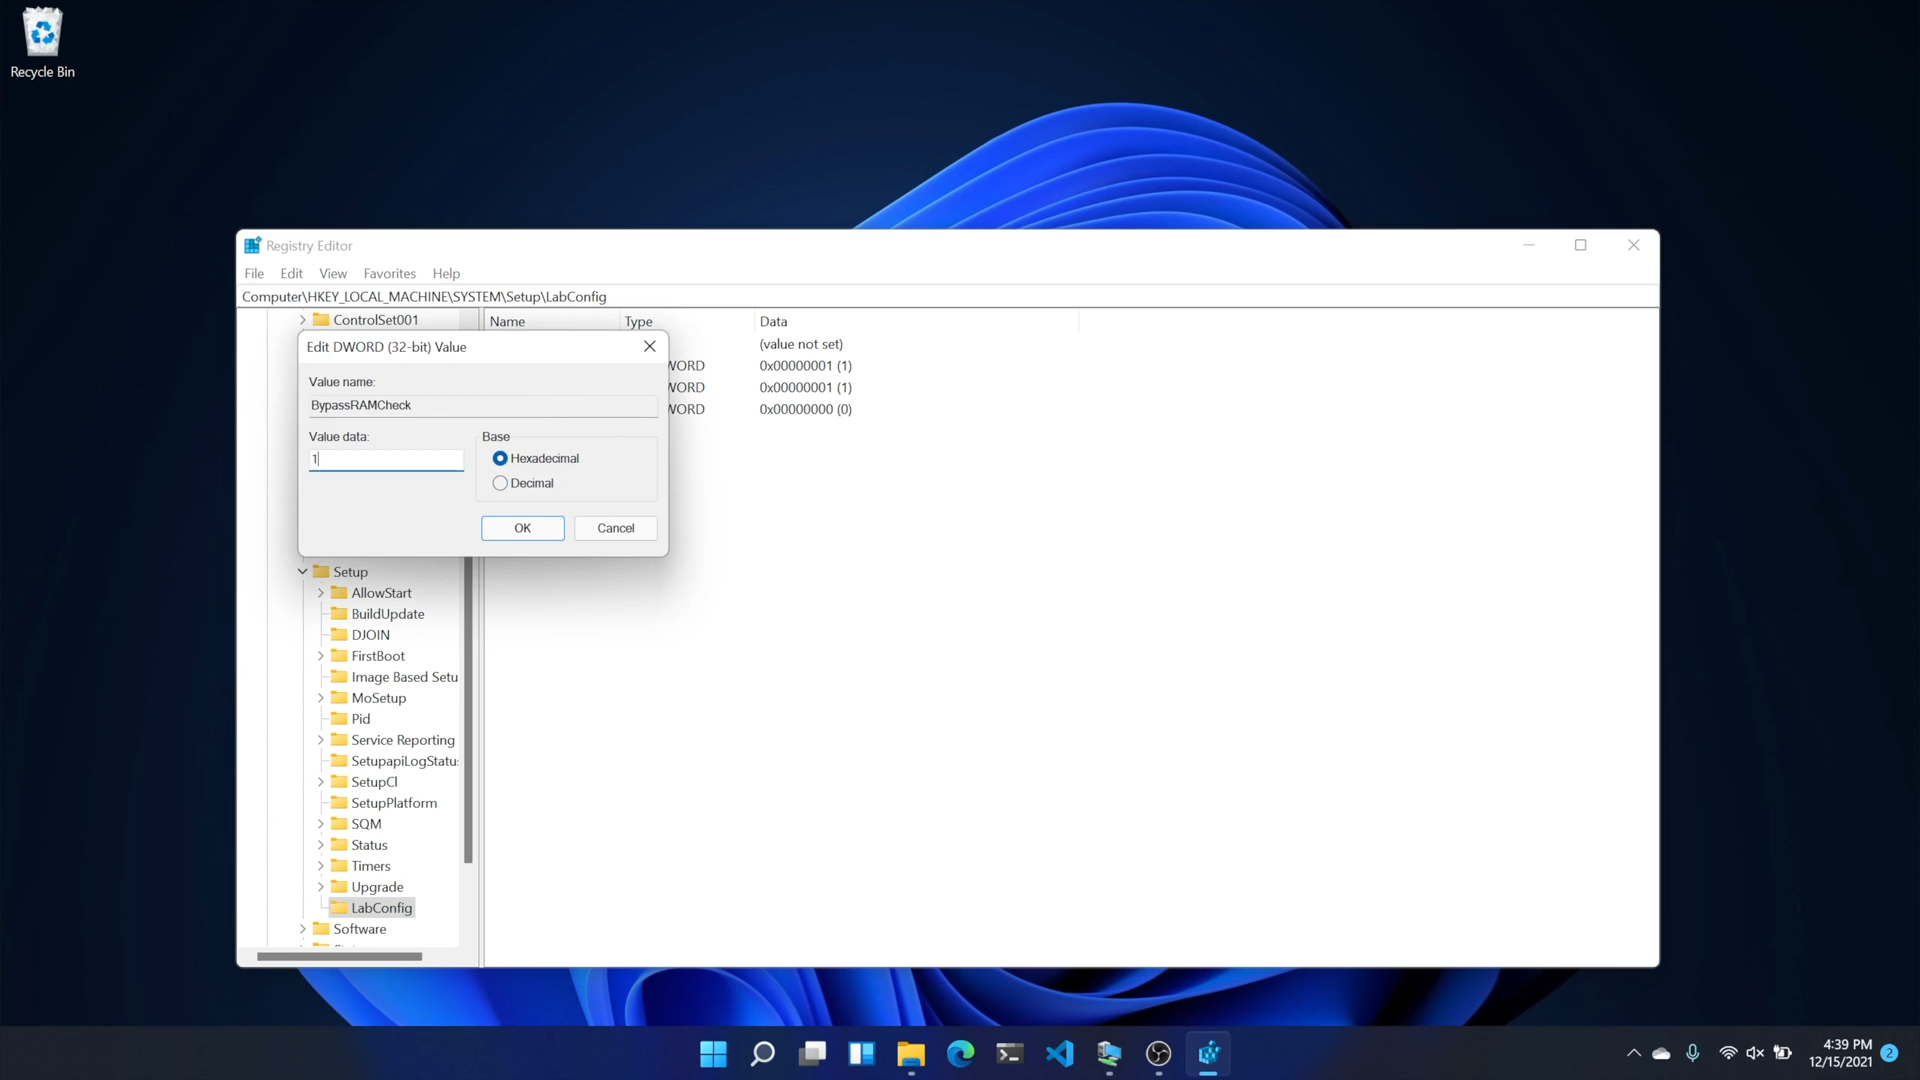 Recycle Bin
Registry Editor
File Edit View Favorites Help
Computer\HKEY_LOCAL_MACHINE\SYSTEM\Setup\LabConfig
ControlSet001
Name Type Data
(value not set)
WORD 0x00000001 (1)
WORD 0x00000001 (1)
WORD 0x00000000 (0)
Edit DWORD (32-bit) Value
Value name:
BypassRAMCheck
Value data:
1
Base
Hexadecimal
Decimal
OK Cancel
Setup
AllowStart
BuildUpdate
DJOIN
FirstBoot
Image Based Setu
MoSetup
Pid
Service Reporting
SetupapiLogStatus
SetupCl
SetupPlatform
SQM
Status
Timers
Upgrade
LabConfig
Software
4:39 PM
12/15/2021
2